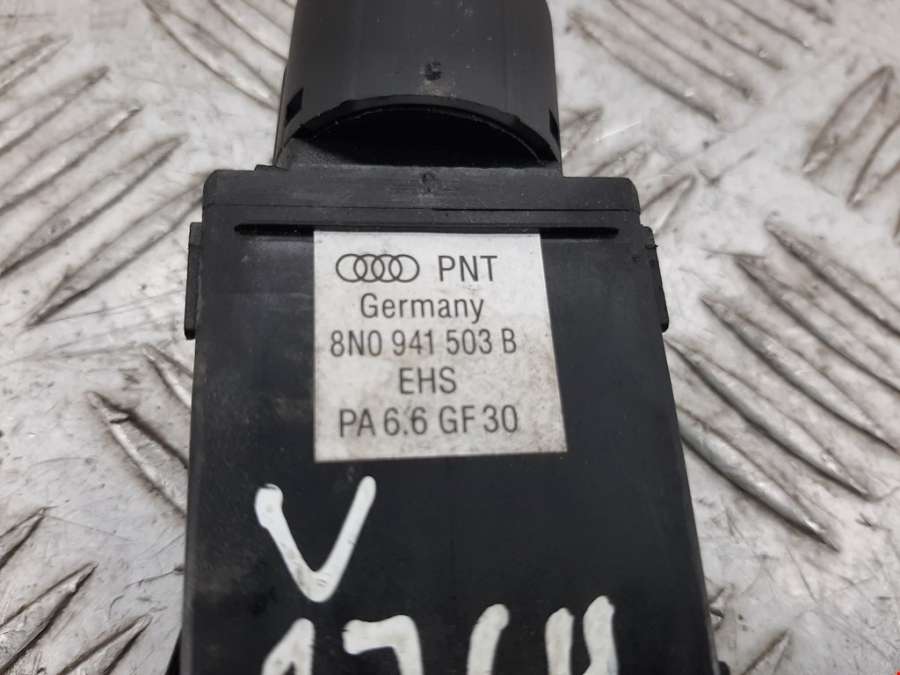 PNT
Germany
8N0 941 503 B
EHS
PA 6.6 GF 30
V